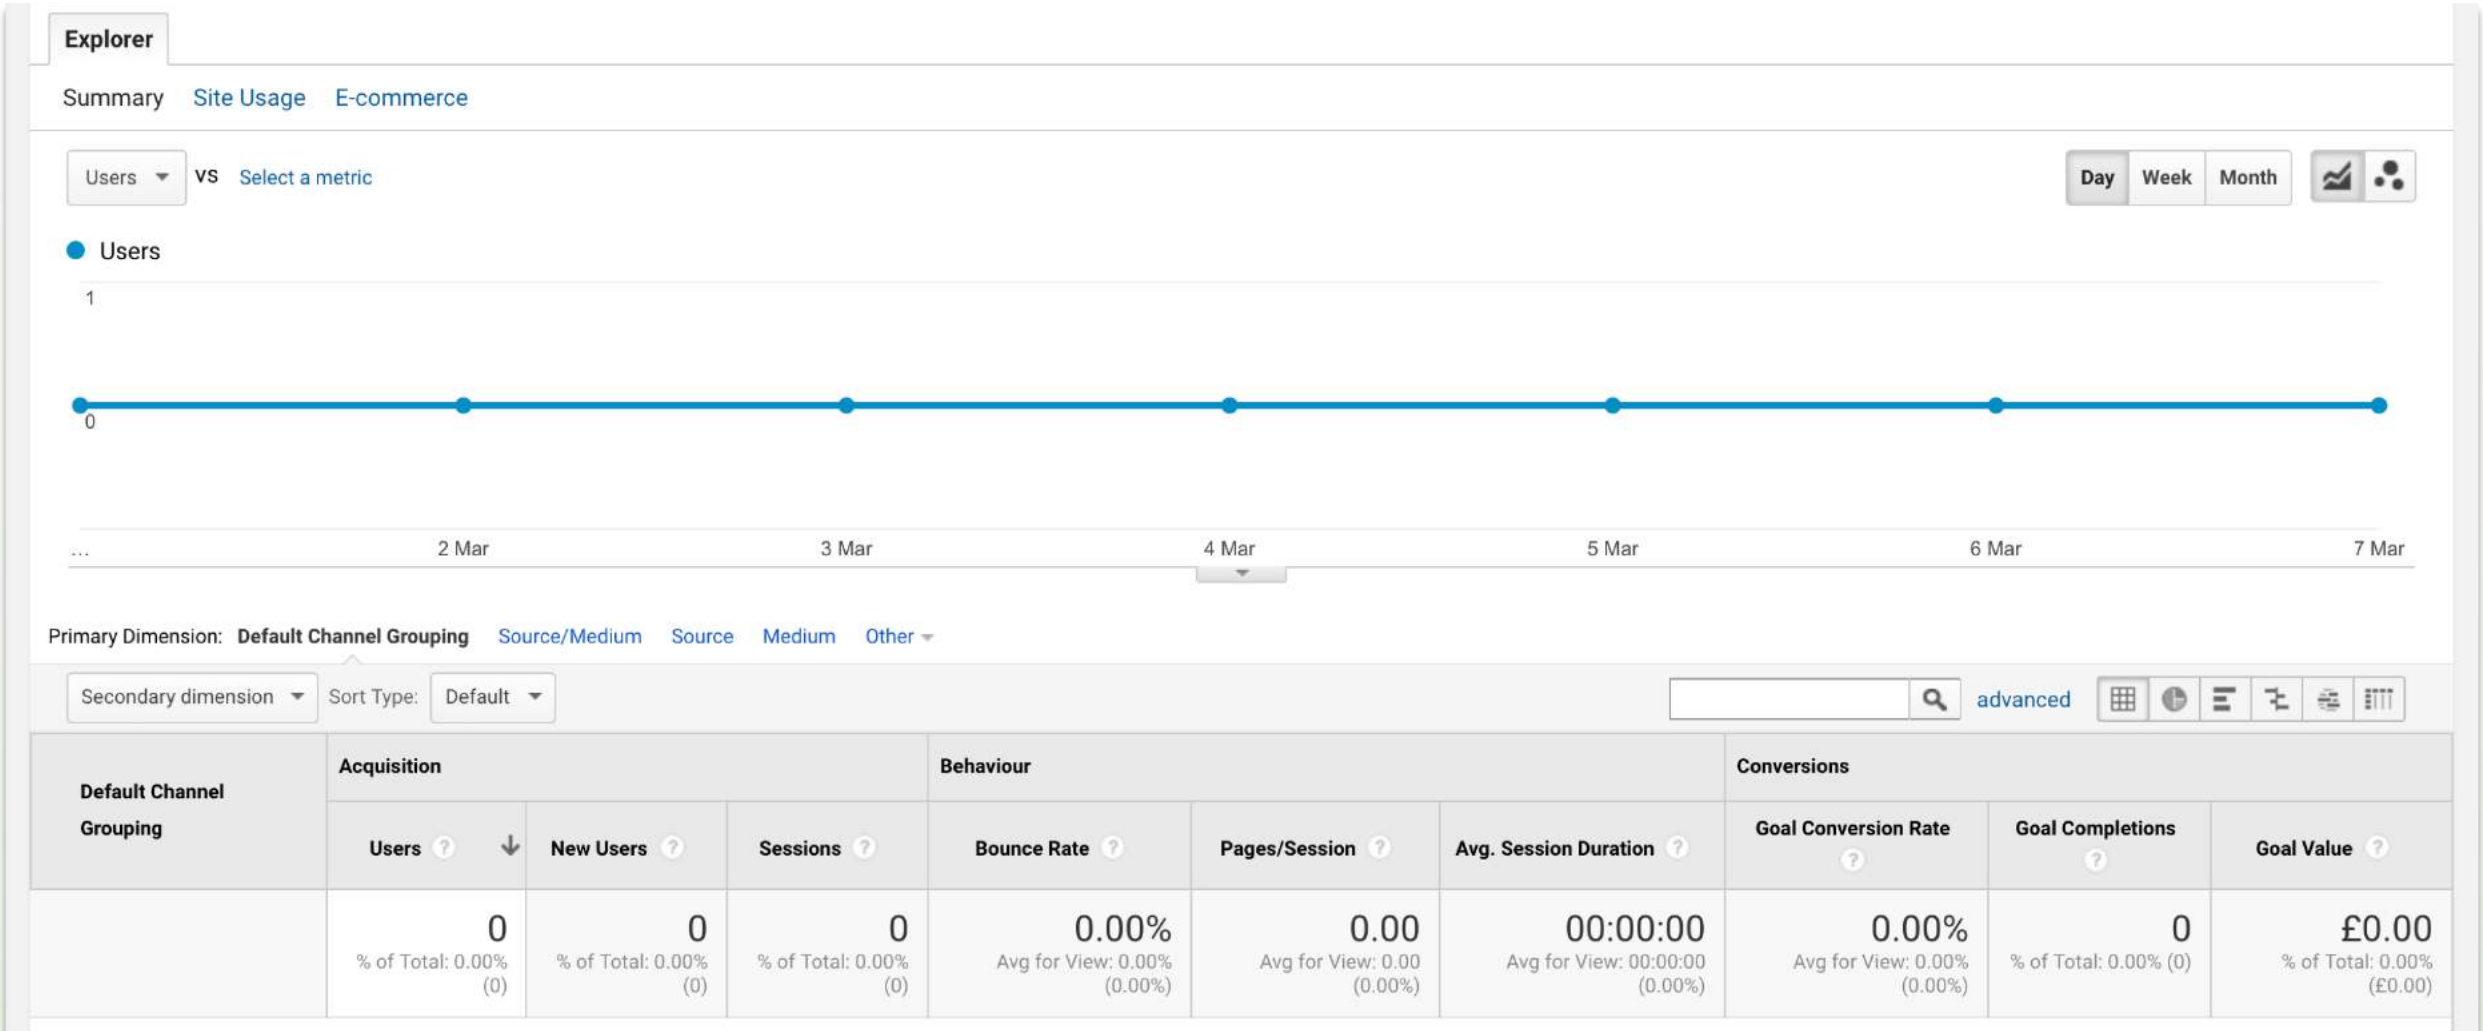 Explorer
Summary Site Usage E-commerce
Users VS Select a metric Day Week Month
Users
1
0
... 2 Mar 3 Mar 4 Mar 5 Mar 6 Mar 7 Mar
Primary Dimension: Default Channel Grouping Source/Medium Source Medium Other
Secondary dimension Sort Type: Default advanced
Default Channel Grouping Acquisition Behaviour Conversions
Users ? New Users ? Sessions ? Bounce Rate ? Pages/Session ? Avg. Session Duration ? Goal Conversion Rate ? Goal Completions ? Goal Value ?
0 0 0 0.00% 0.00 00:00:00 0.00% 0 £0.00
% of Total: 0.00% % of Total: 0.00% % of Total: 0.00% Avg for View: 0.00% Avg for View: 0.00 Avg for View: 00:00:00 Avg for View: 0.00% % of Total: 0.00% (0) % of Total: 0.00%
(0) (0) (0) (0.00%) (0.00%) (0.00%) (0.00%) (£0.00)